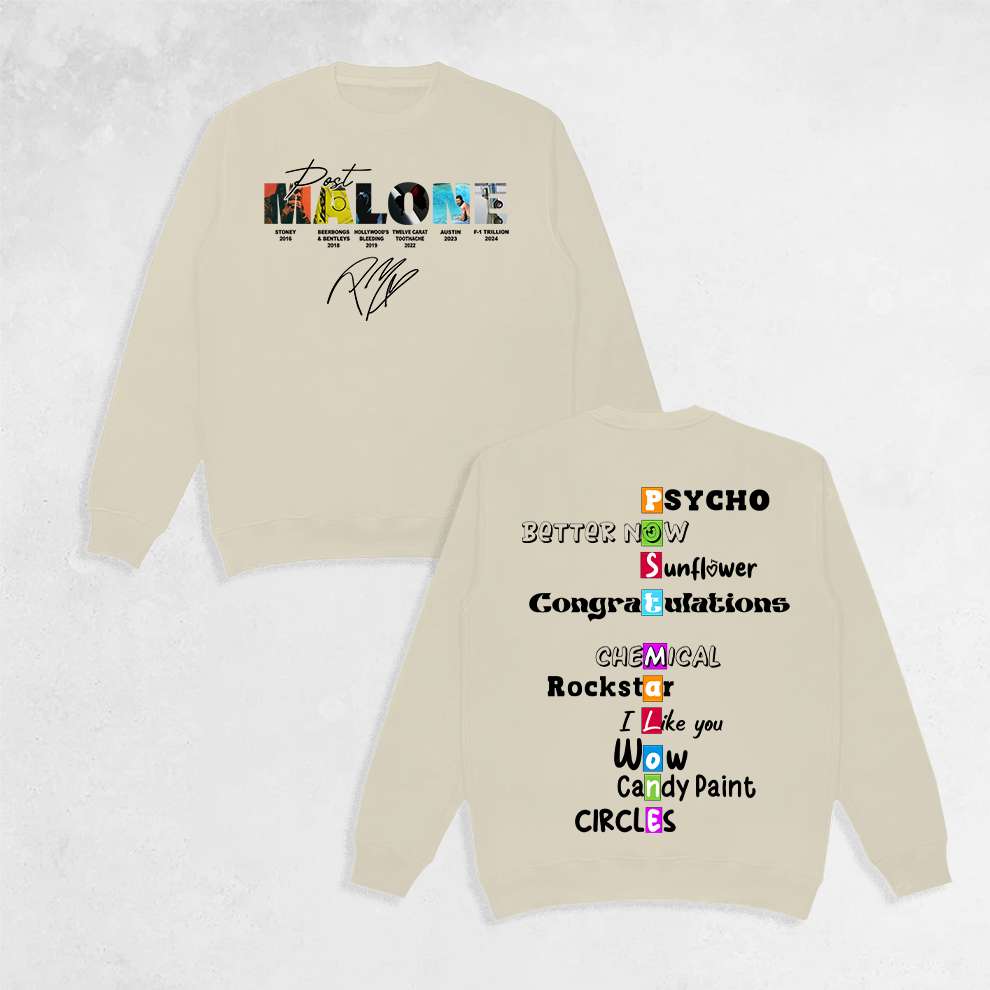 Post
MALONE
STONEY
2016
BEERBONGS
& BENTLEYS
2018
HOLLYWOOD'S
BLEEDING
2019
TWELVE CARAT
TOOTHACHE
2022
AUSTIN
2023
F-1 TRILLION
2024
PSYCHO
BETTER NOW
Sunflower
Congratulations
CHEMICAL
Rockstar
I Like you
Wow
Candy Paint
CIRCLES